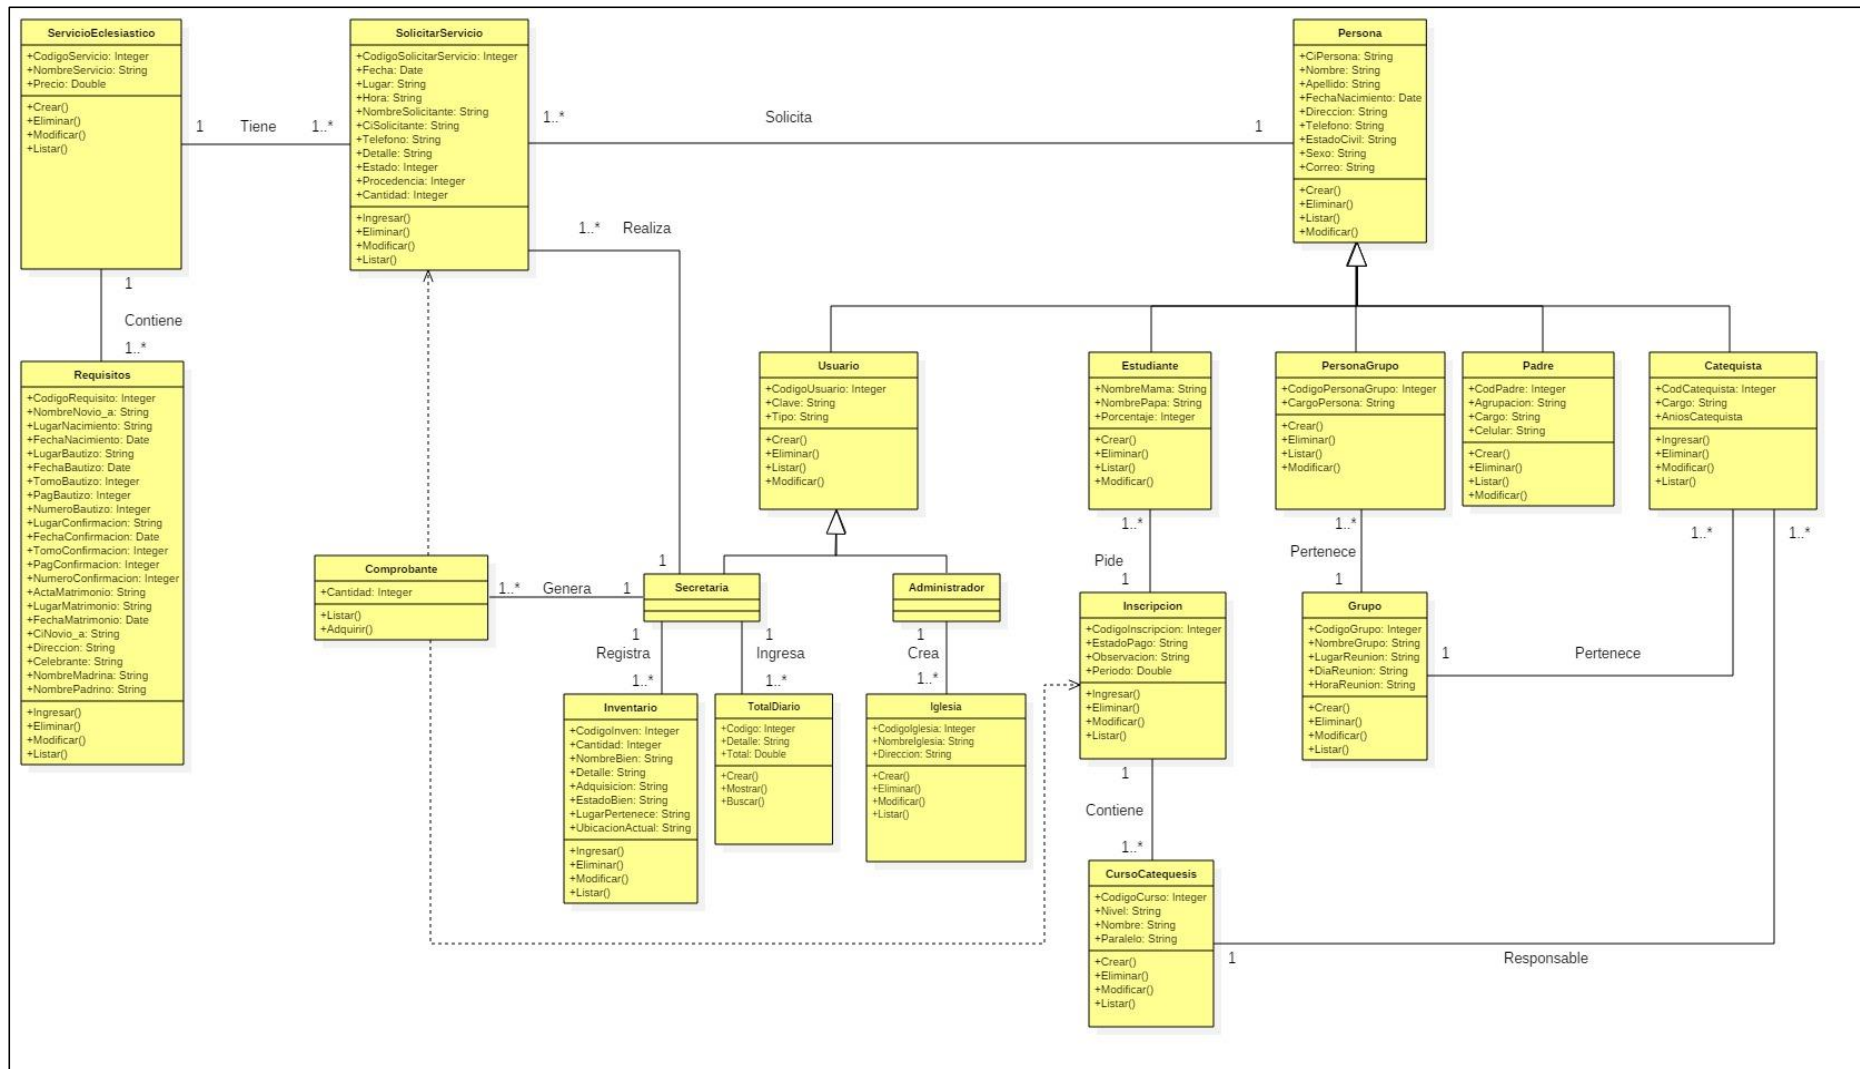 ServicioEclesiastico
+CodigoServicio: Integer
+NombreServicio: String
+Precio: Double
+Crear()
+Eliminar()
+Modificar()
+Listar()
1 Tiene 1..*
SolicitarServicio
+CodigoSolicitarServicio: Integer
+Fecha: Date
+Lugar: String
+Hora: String
+NombreSolicitante: String
+CiSolicitante: String
+Telefono: String
+Detalle: String
+Estado: Integer
+Procedencia: Integer
+Cantidad: Integer
+Ingresar()
+Eliminar()
+Modificar()
+Listar()
1..* Solicita 1
Persona
+CiPersona: String
+Nombre: String
+Apellido: String
+FechaNacimiento: Date
+Direccion: String
+Telefono: String
+EstadoCivil: String
+Sexo: String
+Correo: String
+Crear()
+Eliminar()
+Listar()
+Modificar()
1..* Realiza
1
1
Contiene
1..*
Requisitos
+CodigoRequisito: Integer
+NombreNovio_a: String
+LugarNacimiento: String
+FechaNacimiento: Date
+LugarBautizo: String
+FechaBautizo: Date
+TomoBautizo: Integer
+PagBautizo: Integer
+NumeroBautizo: Integer
+LugarConfirmacion: String
+FechaConfirmacion: Date
+TomoConfirmacion: Integer
+PagConfirmacion: Integer
+NumeroConfirmacion: Integer
+ActaMatrimonio: String
+LugarMatrimonio: String
+FechaMatrimonio: Date
+CiNovio_a: String
+Direccion: String
+Celebrante: String
+NombreMadrina: String
+NombrePadrino: String
+Ingresar()
+Eliminar()
+Modificar()
+Listar()
Usuario
+CodigoUsuario: Integer
+Clave: String
+Tipo: String
+Crear()
+Eliminar()
+Listar()
+Modificar()
Estudiante
+NombreMama: String
+NombrePapa: String
+Porcentaje: Integer
+Crear()
+Eliminar()
+Listar()
+Modificar()
PersonaGrupo
+CodigoPersonaGrupo: Integer
+CargoPersona: String
+Crear()
+Eliminar()
+Listar()
+Modificar()
Padre
+CodPadre: Integer
+Agrupacion: String
+Cargo: String
+Celular: String
+Crear()
+Eliminar()
+Listar()
+Modificar()
Catequista
+CodCatequista: Integer
+Cargo: String
+AniosCatequista
+Ingresar()
+Eliminar()
+Modificar()
+Listar()
1..*
Pide
1
1..*
Pertenece
1
1..*
1..*
Comprobante
+Cantidad: Integer
+Listar()
+Adquirir()
1..* Genera 1
Secretaria
Administrador
1
Registra
1..*
1
Ingresa
1..*
1
Crea
1..*
Inscripcion
+CodigoInscripcion: Integer
+EstadoPago: String
+Observacion: String
+Periodo: Double
+Ingresar()
+Eliminar()
+Modificar()
+Listar()
Grupo
+CodigoGrupo: Integer
+NombreGrupo: String
+LugarReunion: String
+DiaReunion: String
+HoraReunion: String
+Crear()
+Eliminar()
+Modificar()
+Listar()
1 Pertenece
Inventario
+CodigoInven: Integer
+Cantidad: Integer
+NombreBien: String
+Detalle: String
+Adquisicion: String
+EstadoBien: String
+LugarPertenece: String
+UbicacionActual: String
+Ingresar()
+Eliminar()
+Modificar()
+Listar()
TotalDiario
+Codigo: Integer
+Detalle: String
+Total: Double
+Crear()
+Mostrar()
+Buscar()
Iglesia
+CodigoIglesia: Integer
+NombreIglesia: String
+Direccion: String
+Crear()
+Eliminar()
+Modificar()
+Listar()
1
Contiene
1..*
CursoCatequesis
+CodigoCurso: Integer
+Nivel: String
+Nombre: String
+Paralelo: String
+Crear()
+Eliminar()
+Modificar()
+Listar()
1 Responsable